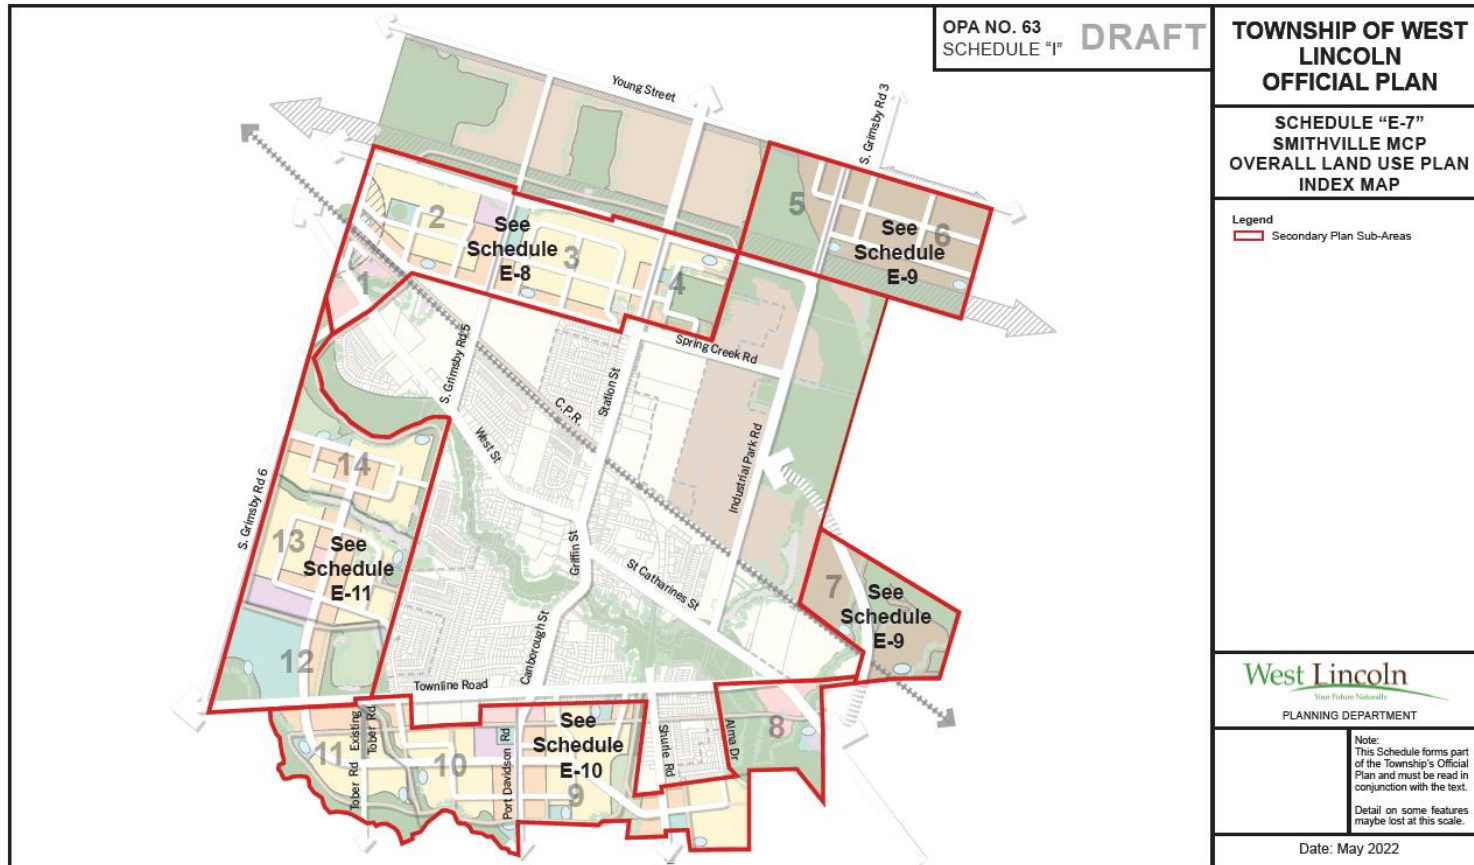 OPA NO. 63
SCHEDULE “I”
DRAFT
TOWNSHIP OF WEST
LINCOLN
OFFICIAL PLAN
SCHEDULE “E-7”
SMITHVILLE MCP
OVERALL LAND USE PLAN
INDEX MAP
Legend
Secondary Plan Sub-Areas
West Lincoln
Your Future Naturally
PLANNING DEPARTMENT
Note:
This Schedule forms part
of the Township's Official
Plan and must be read in
conjunction with the text.
Detail on some features
maybe lost at this scale.
Date: May 2022
Young Street
S. Grimsby Rd 3
5
6
See
Schedule
E-9
2
See
Schedule
E-8
3
4
1
S. Grimsby Rd 5
Spring Creek Rd
Station St
C.P.R.
West St
Industrial Park Rd
S. Grimsby Rd 6
14
13
See
Schedule
E-11
12
Griffin St
St Catharines St
Canborough St
7
See
Schedule
E-9
Townline Road
Existing
Tober Rd
Tober Rd
11
10
Port Davidson Rd
See
Schedule
E-10
9
Shurie Rd
Alma Dr
8